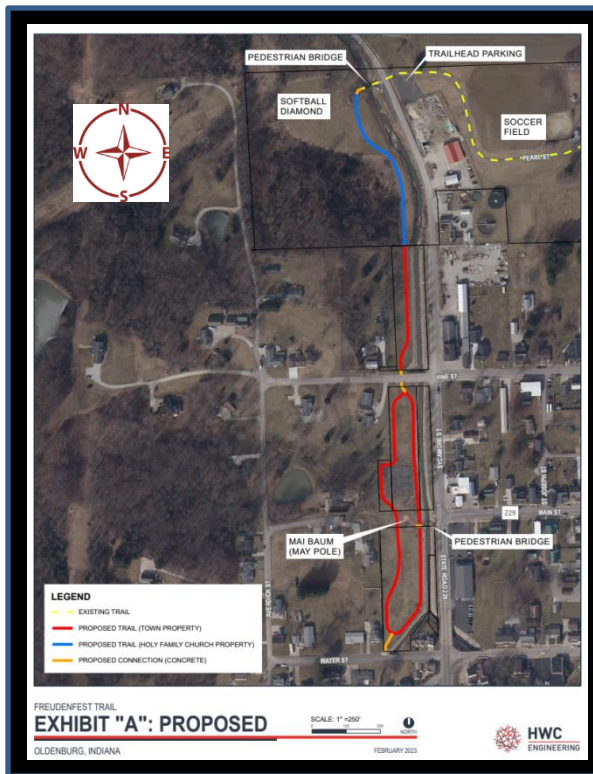 PEDESTRIAN BRIDGE
TRAILHEAD PARKING
N
W
E
S
SOFTBALL
DIAMOND
SOCCER
FIELD
PEARL ST
VINE ST
SYCAMORE ST
ST JOSEPH ST
229
MAIN ST
MAI BAUM
(MAY POLE)
PEDESTRIAN BRIDGE
STATE ROAD 229
AVERDICK ST
WATER ST
LEGEND
EXISTING TRAIL
PROPOSED TRAIL (TOWN PROPERTY)
PROPOSED TRAIL (HOLY FAMILY CHURCH PROPERTY)
PROPOSED CONNECTION (CONCRETE)
FREUDENFEST TRAIL
EXHIBIT "A": PROPOSED
OLDENBURG, INDIANA
SCALE: 1" =250'
NORTH
FEBRUARY 2023
HWC
ENGINEERING